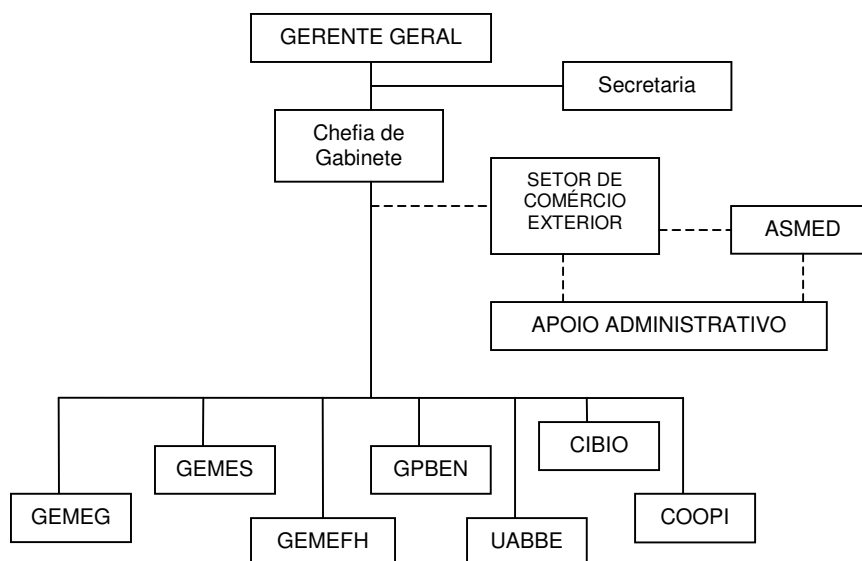 GERENTE GERAL
Secretaria
Chefia de
Gabinete
SETOR DE
COMÉRCIO
EXTERIOR
ASMED
APOIO ADMINISTRATIVO
CIBIO
GEMES
GPBEN
GEMEG
COOPI
GEMEFH
UABBE